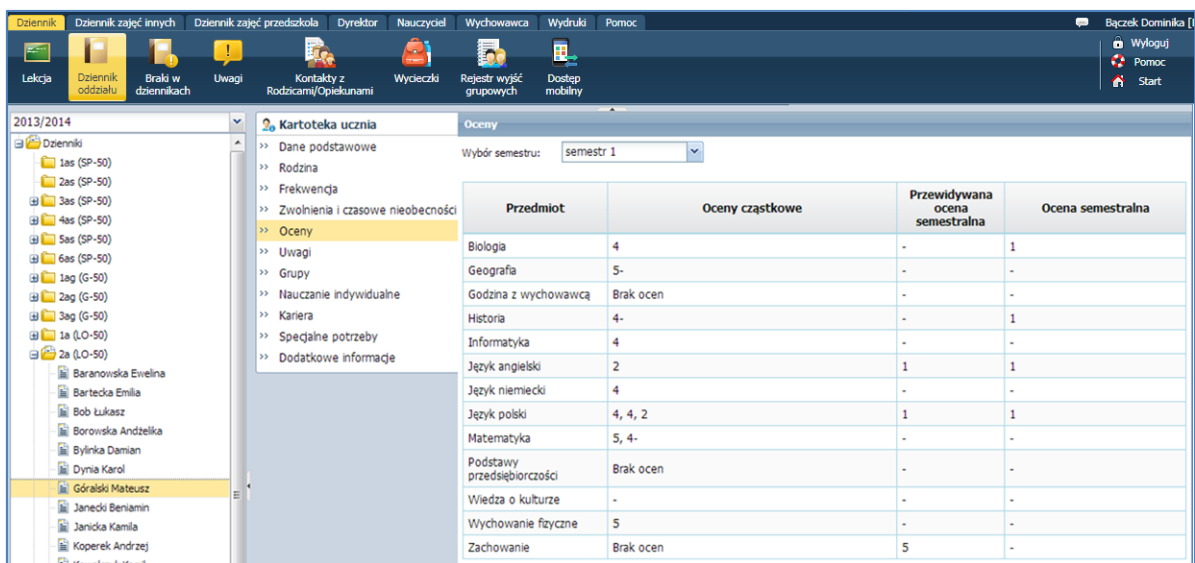 Dziennik Dziennik zajęć innych Dziennik zajęć przedszkola Dyrektor Nauczyciel Wychowawca Wydruki Pomoc Bączek Dominika
Lekcja Dziennik oddziału Braki w dziennikach Uwagi Kontakty z Rodzicami/Opiekunami Wycieczki Rejestr wyjść grupowych Dostęp mobilny
Wyloguj
Pomoc
Start
2013/2014
Dzienniki
1as (SP-50)
2as (SP-50)
3as (SP-50)
4as (SP-50)
5as (SP-50)
6as (SP-50)
1ag (G-50)
2ag (G-50)
3ag (G-50)
1a (LO-50)
2a (LO-50)
Baranowska Ewelina
Bartecka Emilia
Bob Łukasz
Borowska Andżelika
Bylinka Damian
Dynia Karol
Góralski Mateusz
Janecki Beniamin
Janicka Kamila
Koperek Andrzej
Kartoteka ucznia
>> Dane podstawowe
>> Rodzina
>> Frekwencja
>> Zwolnienia i czasowe nieobecności
>> Oceny
>> Uwagi
>> Grupy
>> Nauczanie indywidualne
>> Kariera
>> Specjalne potrzeby
>> Dodatkowe informacje
Oceny
Wybór semestru: semestr 1
Przedmiot Oceny cząstkowe Przewidywana ocena semestralna Ocena semestralna
Biologia 4 - 1
Geografia 5- - -
Godzina z wychowawcą Brak ocen - -
Historia 4- - 1
Informatyka 4 - -
Język angielski 2 1 1
Język niemiecki 4 - -
Język polski 4, 4, 2 1 1
Matematyka 5, 4- - -
Podstawy przedsiębiorczości Brak ocen - -
Wiedza o kulturze - - -
Wychowanie fizyczne 5 - -
Zachowanie Brak ocen 5 -